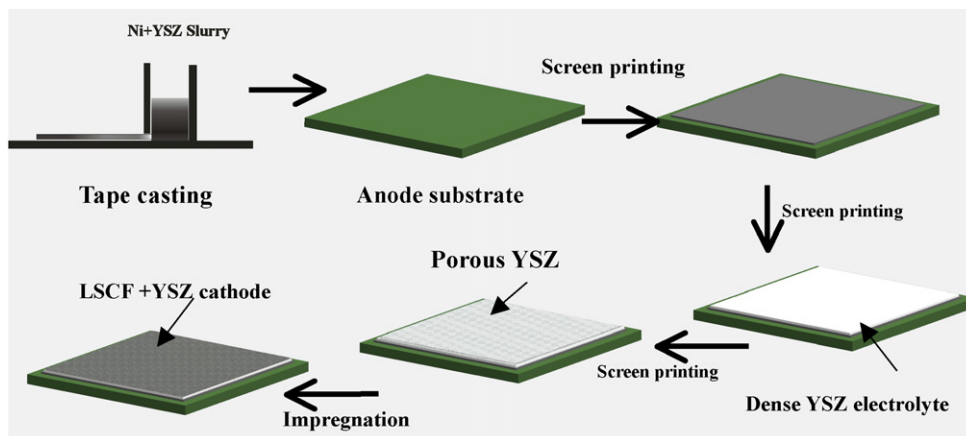 Ni+YSZ Slurry
Screen printing
Tape casting
Anode substrate
Screen printing
Porous YSZ
LSCF +YSZ cathode
Screen printing
Dense YSZ electrolyte
Impregnation